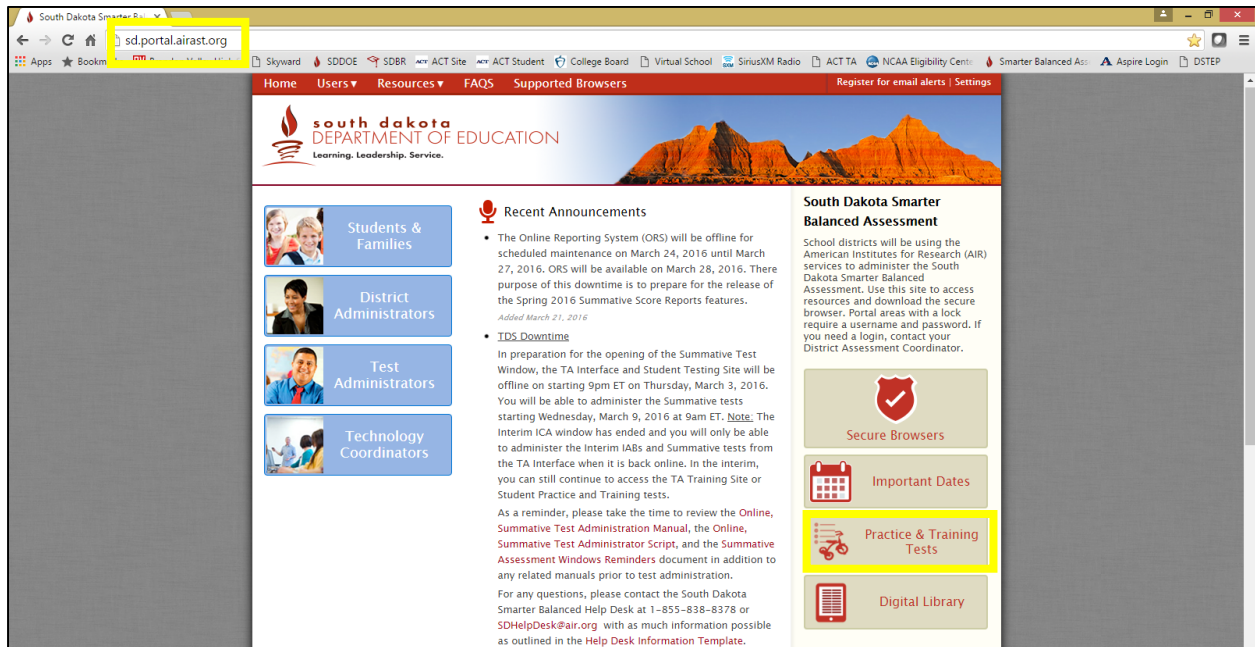 South Dakota Smarter Bal
sd.portal.airast.org
Apps
Skyward
SDDOE
SDBR
ACT ACT Site
ACT ACT Student
College Board
Virtual School
SiriusXM Radio
ACT TA
NCAA Eligibility Cente
Smarter Balanced Ass
Aspire Login
DSTEP
Home Users▾ Resources▾ FAQS Supported Browsers
Register for email alerts | Settings
south dakota
DEPARTMENT OF EDUCATION
Learning. Leadership. Service.
Students &
Families
District
Administrators
Test
Administrators
Technology
Coordinators
Recent Announcements
• The Online Reporting System (ORS) will be offline for
scheduled maintenance on March 24, 2016 until March
27, 2016. ORS will be available on March 28, 2016. There
purpose of this downtime is to prepare for the release of
the Spring 2016 Summative Score Reports features.
Added March 21, 2016
• TDS Downtime
In preparation for the opening of the Summative Test
Window, the TA Interface and Student Testing Site will be
offline on starting 9pm ET on Thursday, March 3, 2016.
You will be able to administer the Summative tests
starting Wednesday, March 9, 2016 at 9am ET. Note: The
Interim ICA window has ended and you will only be able
to administer the Interim IABs and Summative tests from
the TA Interface when it is back online. In the interim,
you can still continue to access the TA Training Site or
Student Practice and Training tests.
As a reminder, please take the time to review the Online,
Summative Test Administration Manual, the Online,
Summative Test Administrator Script, and the Summative
Assessment Windows Reminders document in addition to
any related manuals prior to test administration.
For any questions, please contact the South Dakota
Smarter Balanced Help Desk at 1-855-838-8378 or
SDHelpDesk@air.org with as much information possible
as outlined in the Help Desk Information Template.
South Dakota Smarter
Balanced Assessment
School districts will be using the
American Institutes for Research (AIR)
services to administer the South
Dakota Smarter Balanced
Assessment. Use this site to access
resources and download the secure
browser. Portal areas with a lock
require a username and password. If
you need a login, contact your
District Assessment Coordinator.
Secure Browsers
Important Dates
Practice & Training
Tests
Digital Library